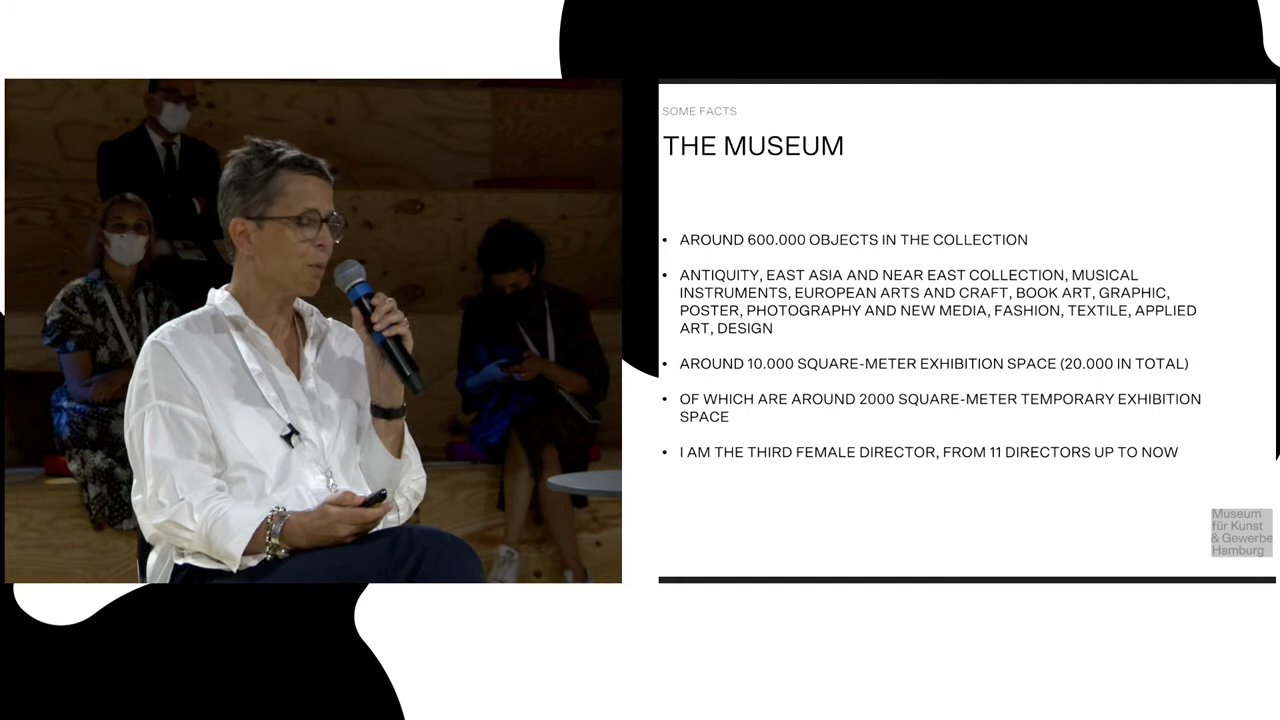 SOME FACTS
THE MUSEUM
• AROUND 600.000 OBJECTS IN THE COLLECTION
• ANTIQUITY, EAST ASIA AND NEAR EAST COLLECTION, MUSICAL
INSTRUMENTS, EUROPEAN ARTS AND CRAFT, BOOK ART, GRAPHIC,
POSTER, PHOTOGRAPHY AND NEW MEDIA, FASHION, TEXTILE, APPLIED
ART, DESIGN
• AROUND 10.000 SQUARE-METER EXHIBITION SPACE (20.000 IN TOTAL)
• OF WHICH ARE AROUND 2000 SQUARE-METER TEMPORARY EXHIBITION
SPACE
• I AM THE THIRD FEMALE DIRECTOR, FROM 11 DIRECTORS UP TO NOW
Museum
für Kunst
& Gewerbe
Hamburg